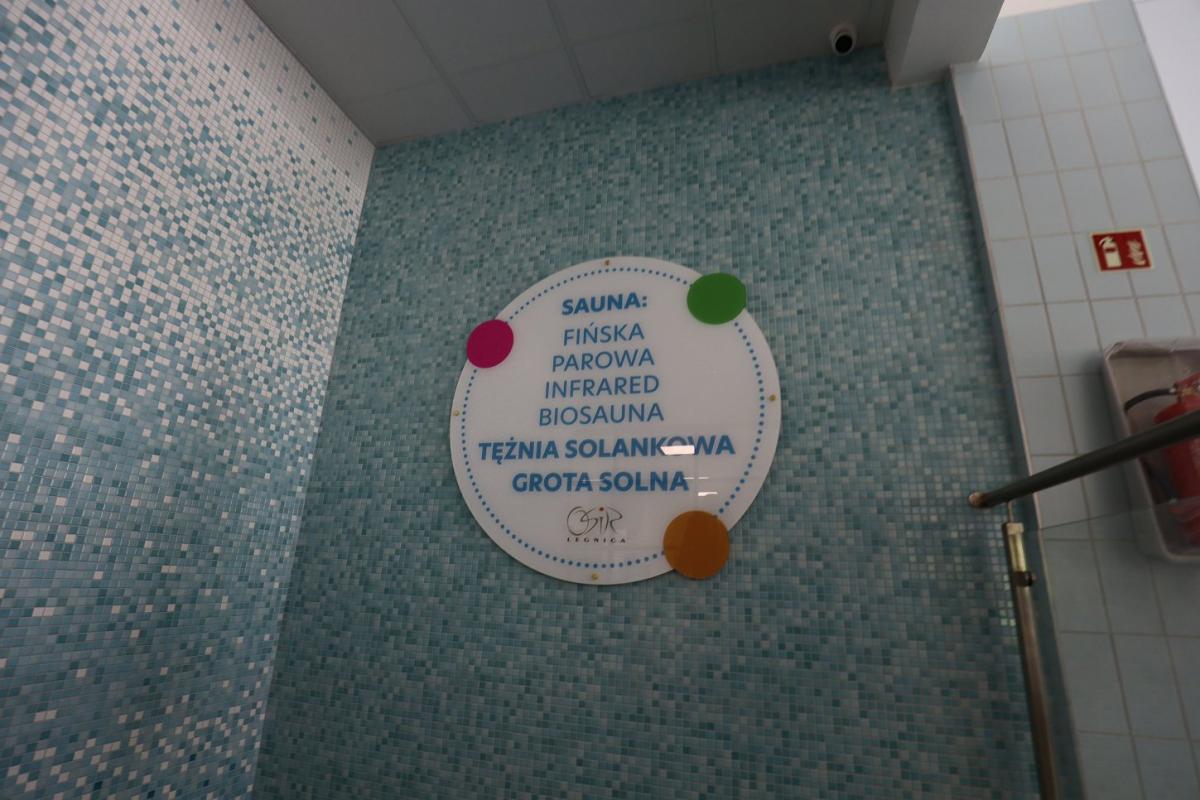 SAUNA:
FIŃSKA
PAROWA
INFRARED
BIOSAUNA
TĘŻNIA SOLANKOWA
GROTA SOLNA
OSiR
LEGNICA